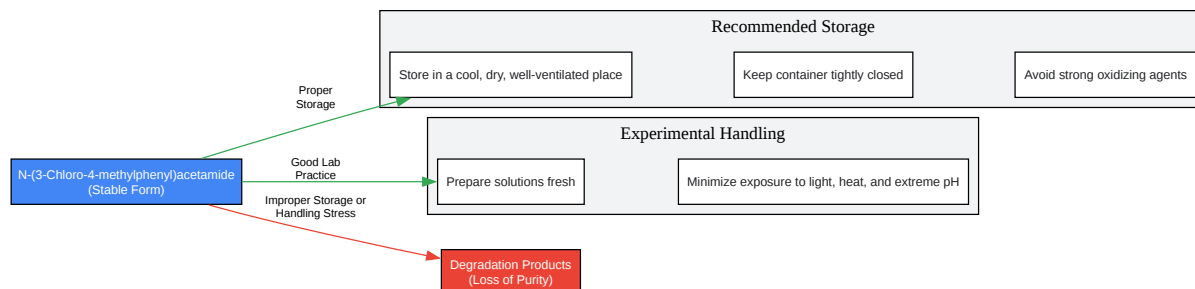 Recommended Storage
Store in a cool, dry, well-ventilated place
Keep container tightly closed
Avoid strong oxidizing agents
Proper
Storage
Experimental Handling
Prepare solutions fresh
Minimize exposure to light, heat, and extreme pH
N-(3-Chloro-4-methylphenyl)acetamide
(Stable Form)
Good Lab
Practice
Improper Storage or
Handling Stress
Degradation Products
(Loss of Purity)